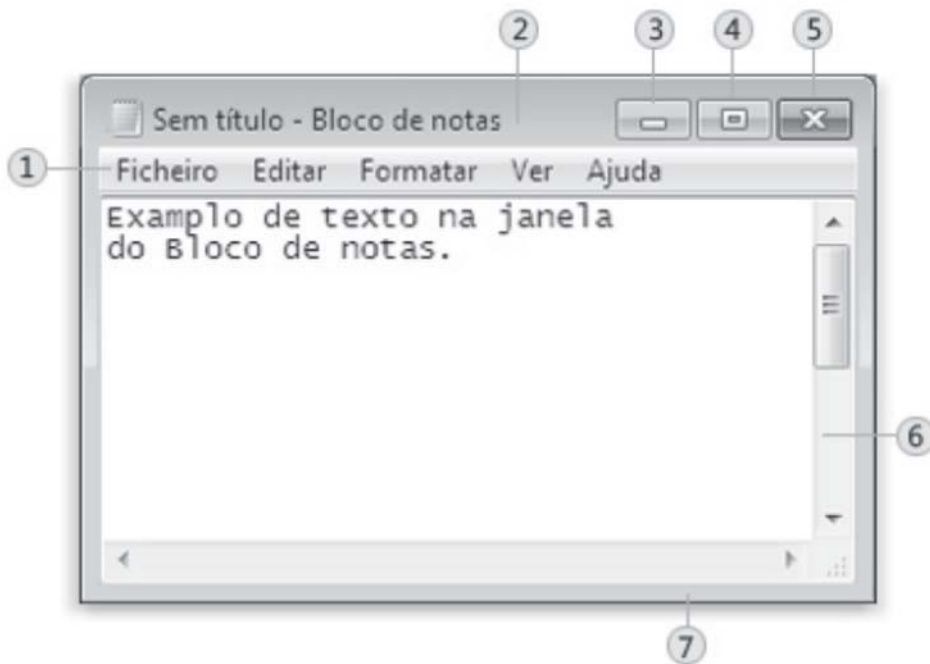 2 3 4 5
Sem título - Bloco de notas
1 Ficheiro Editar Formatar Ver Ajuda
Examplo de texto na janela
do Bloco de notas.
6
7